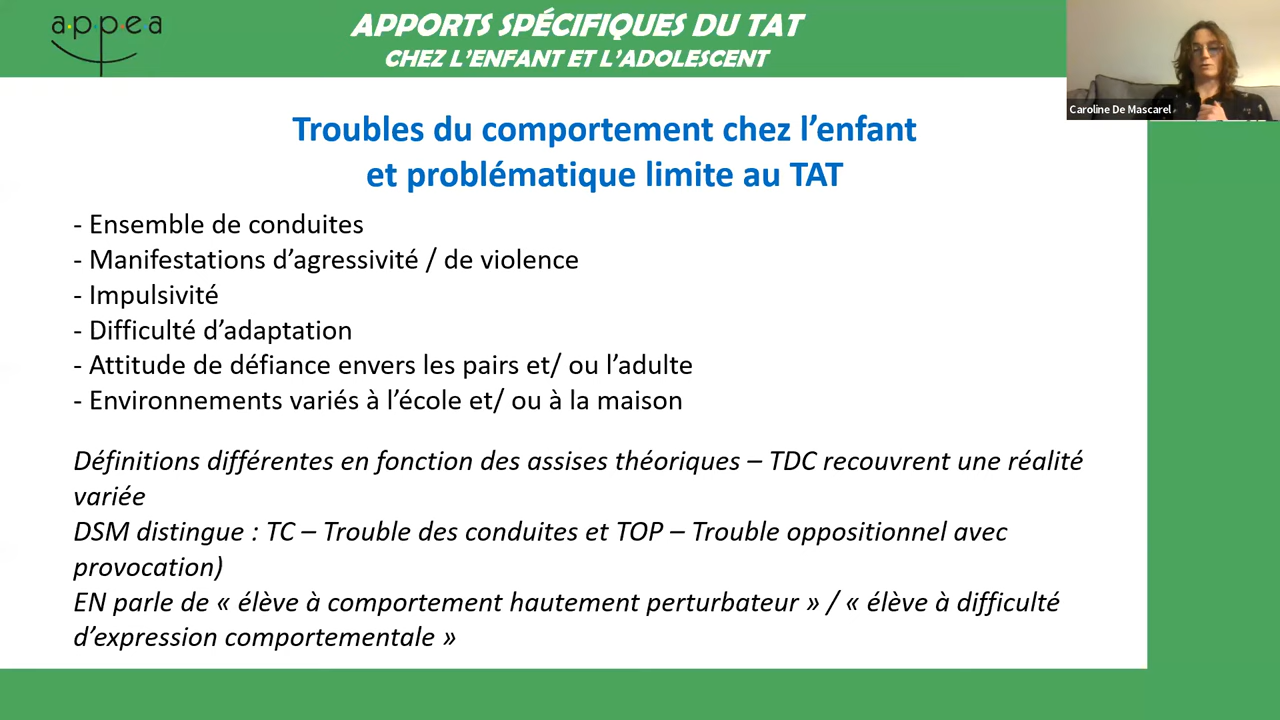 appea
APPORTS SPÉCIFIQUES DU TAT
CHEZ L'ENFANT ET L'ADOLESCENT
Caroline De Mascarel
Troubles du comportement chez l'enfant
et problématique limite au TAT
- Ensemble de conduites
- Manifestations d'agressivité / de violence
- Impulsivité
- Difficulté d'adaptation
- Attitude de défiance envers les pairs et/ ou l'adulte
- Environnements variés à l'école et/ ou à la maison
Définitions différentes en fonction des assises théoriques – TDC recouvrent une réalité
variée
DSM distingue : TC – Trouble des conduites et TOP – Trouble oppositionnel avec
provocation)
EN parle de « élève à comportement hautement perturbateur » / « élève à difficulté
d'expression comportementale »